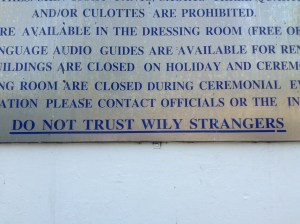 AND/OR CULOTTES ARE PROHIBITED.
RE AVAILABLE IN THE DRESSING ROOM (FREE OF
NGUAGE AUDIO GUIDES ARE AVAILABLE FOR REN
UILDINGS ARE CLOSED ON HOLIDAY AND CEREM
NG ROOM ARE CLOSED DURING CEREMONIAL EV
ATION PLEASE CONTACT OFFICIALS OR THE IN
DO NOT TRUST WILY STRANGERS